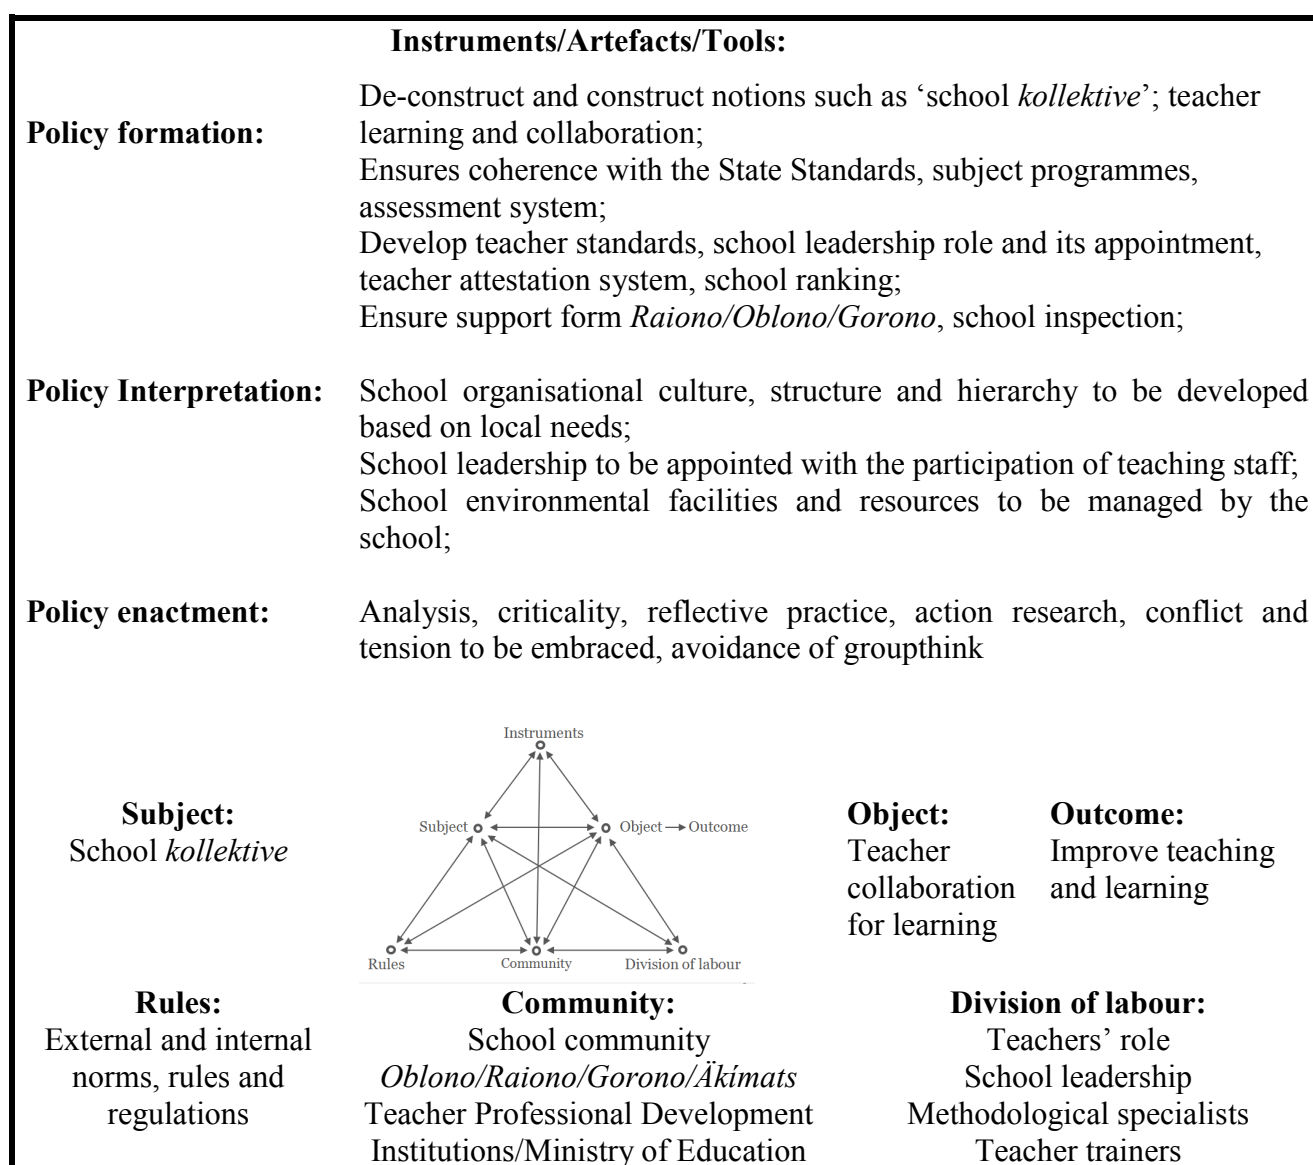 Instruments/Artefacts/Tools:
De-construct and construct notions such as ‘school kollektive’; teacher
Policy formation: learning and collaboration;
Ensures coherence with the State Standards, subject programmes,
assessment system;
Develop teacher standards, school leadership role and its appointment,
teacher attestation system, school ranking;
Ensure support form Raiono/Oblono/Gorono, school inspection;
Policy Interpretation: School organisational culture, structure and hierarchy to be developed
based on local needs;
School leadership to be appointed with the participation of teaching staff;
School environmental facilities and resources to be managed by the
school;
Policy enactment: Analysis, criticality, reflective practice, action research, conflict and
tension to be embraced, avoidance of groupthink
Instruments
Subject
Object
Outcome
Rules
Community
Division of labour
Subject:
School kollektive
Object:
Teacher
collaboration
for learning
Outcome:
Improve teaching
and learning
Rules:
External and internal
norms, rules and
regulations
Community:
School community
Oblono/Raiono/Gorono/Äkímats
Teacher Professional Development
Institutions/Ministry of Education
Division of labour:
Teachers’ role
School leadership
Methodological specialists
Teacher trainers